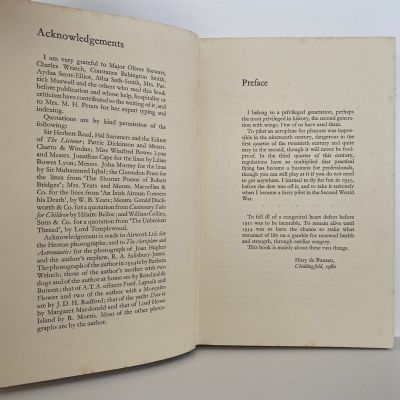 Acknowledgements
I am very grateful to Major Oliver Stewart,
Charles Wrinch, Constance Babington Smith,
Aydua Scott-Elliot, Ailsa Seth-Smith, Mrs. Pat-
rick Maxwell and the others who read this book
before publication and whose help, hospitality or
criticism have contributed to the writing of it; and
to Mrs. M. H. Peters for her expert typing and
indexing.
Quotations are by kind permission of the
following:
Sir Herbert Read, Hal Summers and the Editor
of The Listener; Patric Dickinson and Messrs.
Chatto & Windus; Miss Winifred Bowes Lyon
and Messrs. Jonathan Cape for the lines by Lilian
Bowes Lyon; Messrs. John Murray for the lines
by Sir Muhammed Iqbal; the Clarendon Press for
the lines from 'The Shorter Poems of Robert
Bridges'; Mrs. Yeats and Messrs. Macmillan &
Co. for the lines from 'An Irish Airman Foresees
his Death', by W. B. Yeats; Messrs. Gerald Duck-
worth & Co. for a quotation from Cautionary Tales
for Children by Hilaire Belloc; and William Collins,
Sons & Co. for a quotation from 'The Unbroken
Thread', by Lord Templewood.
Acknowledgement is made to Airwork Ltd. for
the Heston photographs; and to The Aeroplane and
Astronautics for the photograph of Joan Hughes
and the author's nephew, R. A. Salisbury-Jones.
The photograph of the author in 1954 is by Barbara
Wrinch; those of the author's mother with two
dogs and of the author at home are by Rosalind de
Bunsen; that of A.T.A. officers Ford, Lapnik and
Flower and two of the author with a Mosquito
by J. D. H. Radford; that of the yacht
by Margaret Macdonald and that of Lord Howe
Island by R. Morris. Most of the other photo-
graphs are by the author.
Preface
I belong to a privileged generation, perhaps
the most privileged in history, the second genera-
tion with wings. Few of us have used them.
To pilot an aeroplane for pleasure was impos-
sible in the nineteenth century, dangerous in the
first quarter of the twentieth century and quite
easy in the second, though it will never be fool-
proof. In the third quarter of this century,
regulations have so multiplied that practical
flying has become a business for professionals,
though you can still play at it if you do not need
to get anywhere. I learned to fly for fun in 1930,
before the dew was off it, and to take it seriously
when I became a ferry pilot in the Second World
War.
To fall ill of a congenital heart defect before
1951 was to be incurable. To remain alive until
1954 was to have the chance to stake what
remained of life on a gamble for renewed health
and strength, through cardiac surgery.
This book is mainly about these two things.
Mary de Bunsen
Chiddingfold, 1960